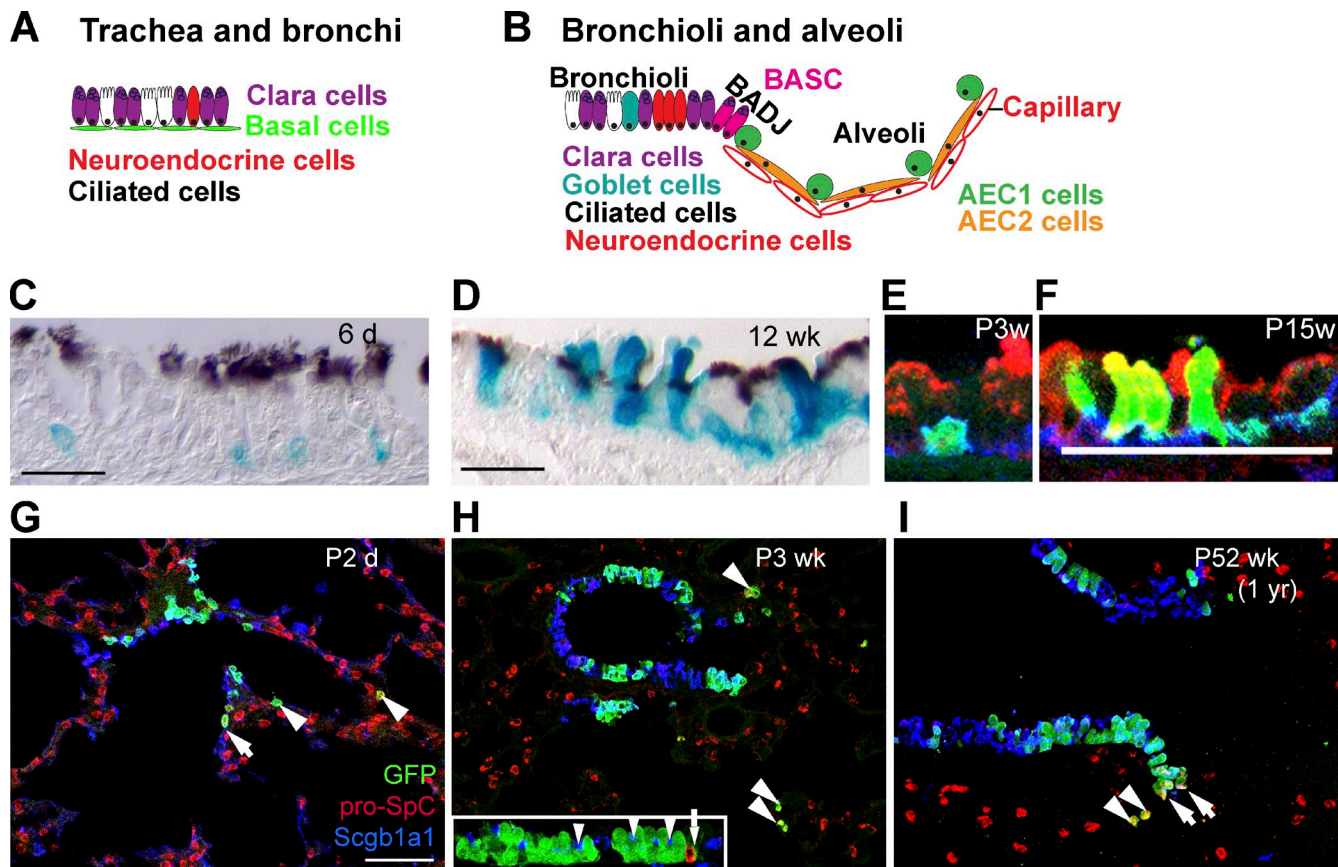 A Trachea and bronchi
Clara cells
Basal cells
Neuroendocrine cells
Ciliated cells
B Bronchioli and alveoli
Bronchioli
BASC
BADJ
Alveoli
Capillary
Clara cells
Goblet cells
Ciliated cells
Neuroendocrine cells
AEC1 cells
AEC2 cells
C
6 d
D
12 wk
E
P3w
F
P15w
G
P2 d
GFP
pro-SpC
Scgb1a1
H
P3 wk
I
P52 wk
(1 yr)